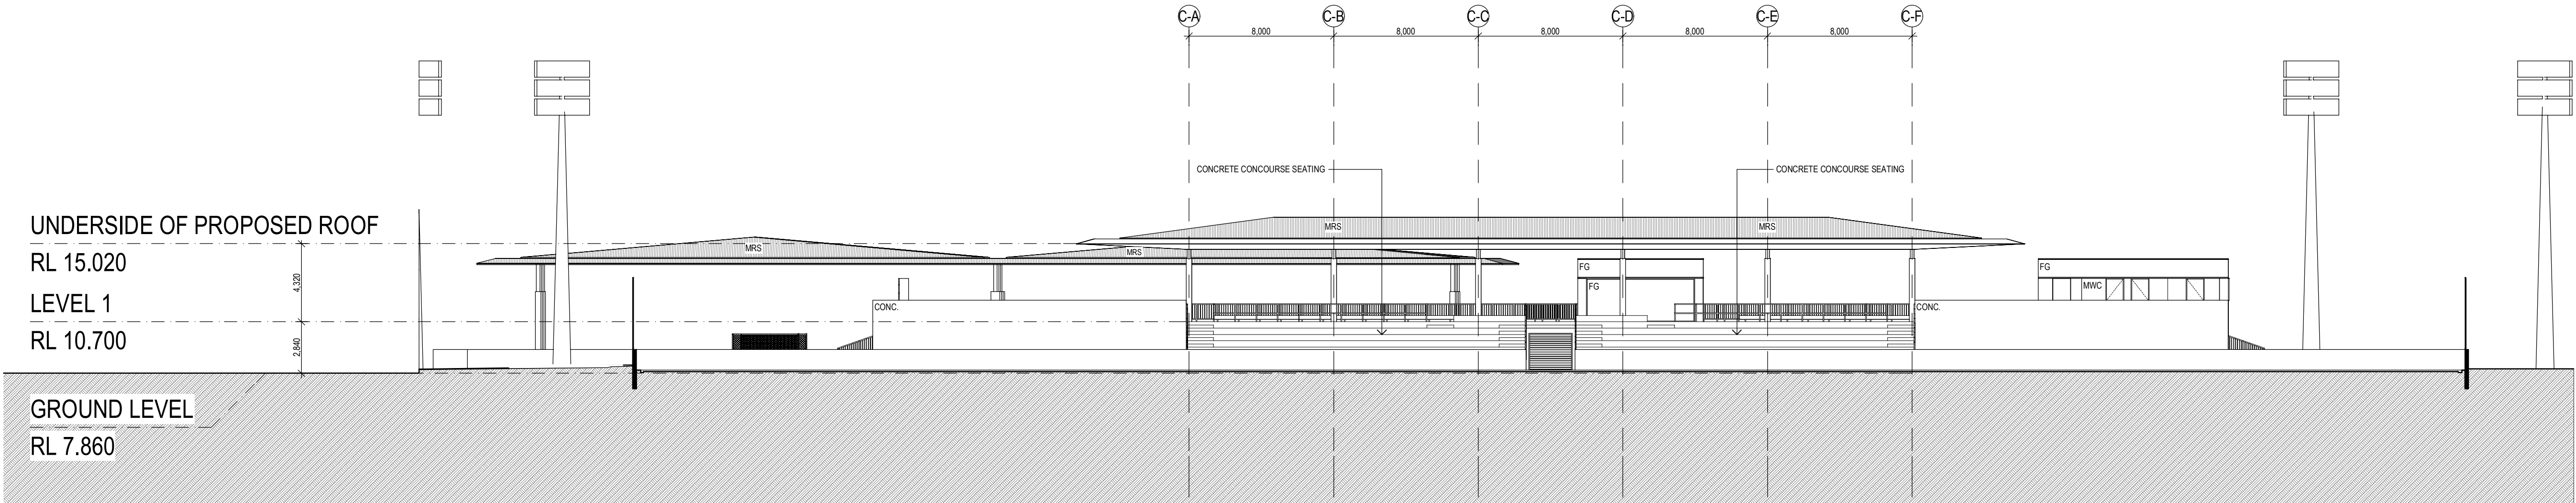 C-A C-B C-C C-D C-E C-F
8,000 8,000 8,000 8,000 8,000
CONCRETE CONCOURSE SEATING CONCRETE CONCOURSE SEATING
UNDERSIDE OF PROPOSED ROOF
MRS MRS
MRS
MRS
RL 15.020
FG FG
4,320
FG MWC
LEVEL 1
CONC. CONC.
RL 10.700
2,840
GROUND LEVEL
RL 7.860